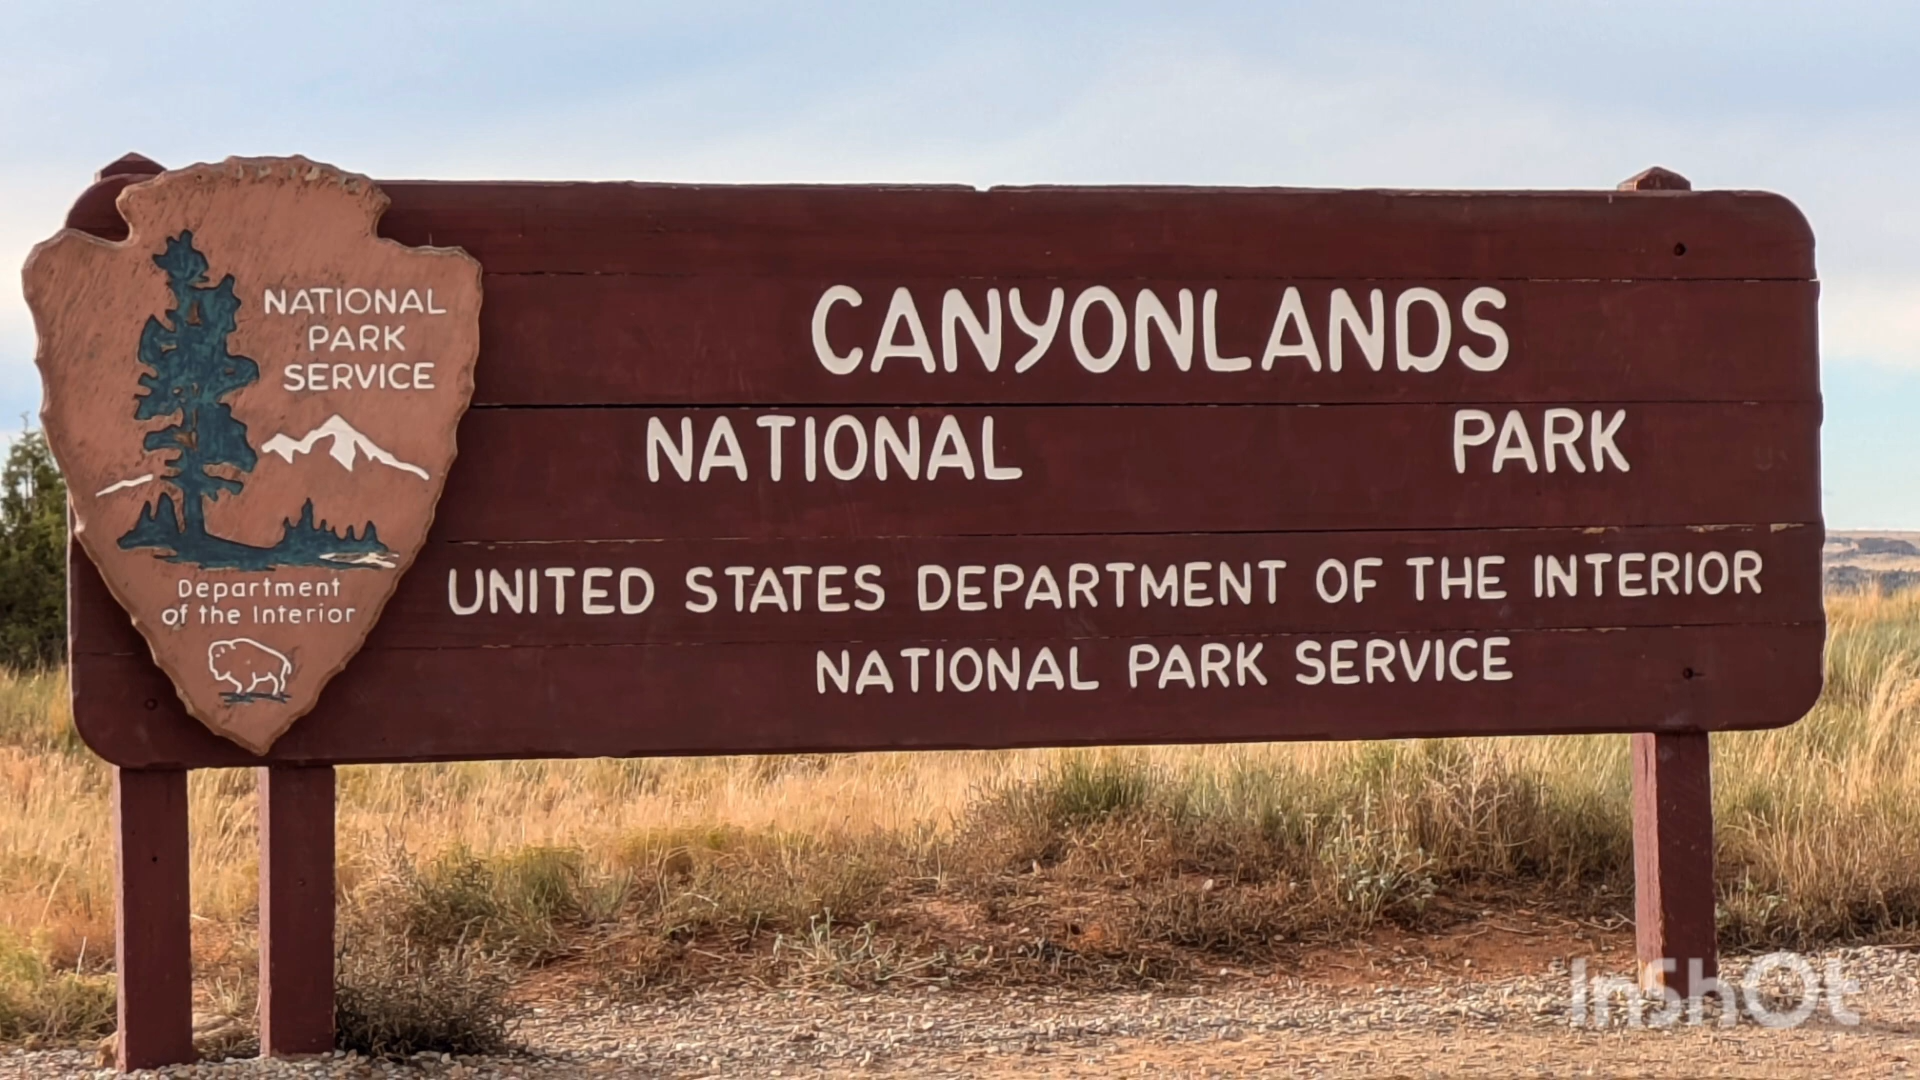 NATIONAL
PARK
SERVICE
Department
of the Interior
CANYONLANDS
NATIONAL PARK
UNITED STATES DEPARTMENT OF THE INTERIOR
NATIONAL PARK SERVICE
InShOt